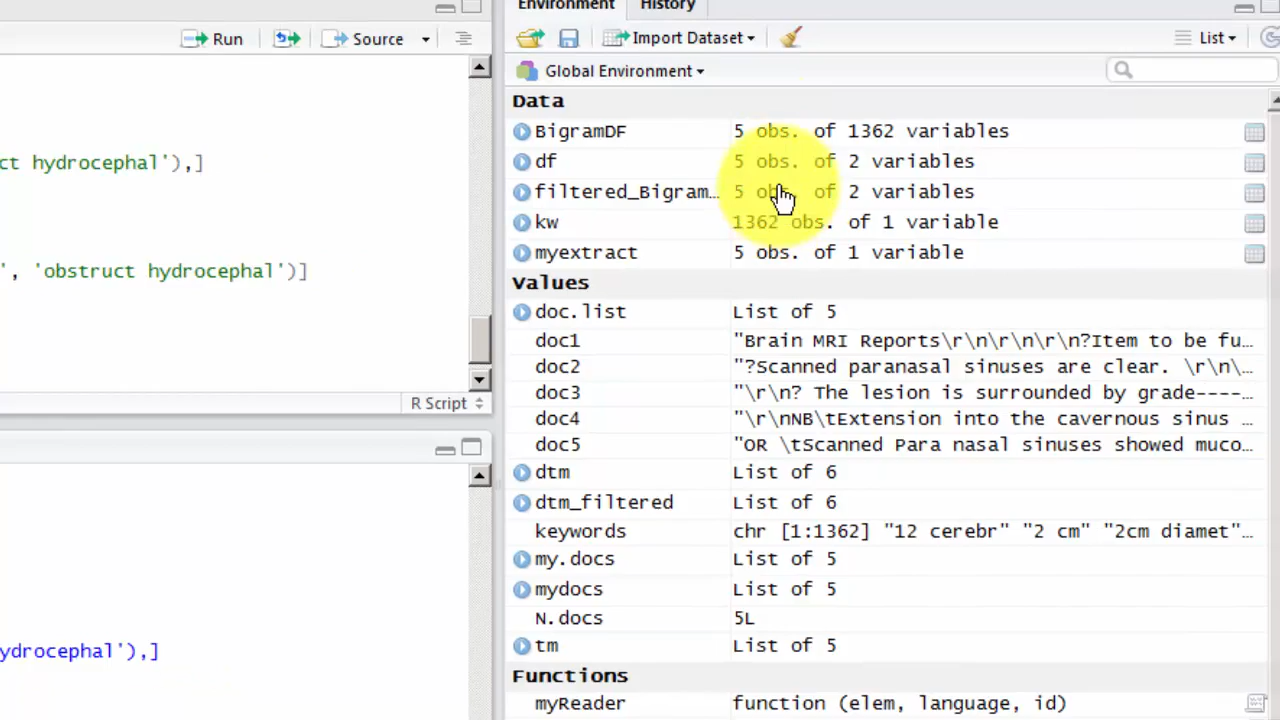 Environment History
Run Source
Import Dataset List
Global Environment
ct hydrocephal'),]
', 'obstruct hydrocephal')]
R Script
ydrocephal'),]
Data
BigramDF 5 obs. of 1362 variables
df 5 obs. of 2 variables
filtered_Bigram… 5 obs. of 2 variables
kw 1362 obs. of 1 variable
myextract 5 obs. of 1 variable
Values
doc.list List of 5
doc1 "Brain MRI Reports\r\n\r\n\r\n?Item to be fu…
doc2 "?Scanned paranasal sinuses are clear. \r\n\…
doc3 "\r\n? The lesion is surrounded by grade----…
doc4 "\r\nNB\tExtension into the cavernous sinus …
doc5 "OR \tScanned Para nasal sinuses showed muco…
dtm List of 6
dtm_filtered List of 6
keywords chr [1:1362] "12 cerebr" "2 cm" "2cm diamet"…
my.docs List of 5
mydocs List of 5
N.docs 5L
tm List of 5
Functions
myReader function (elem, language, id)